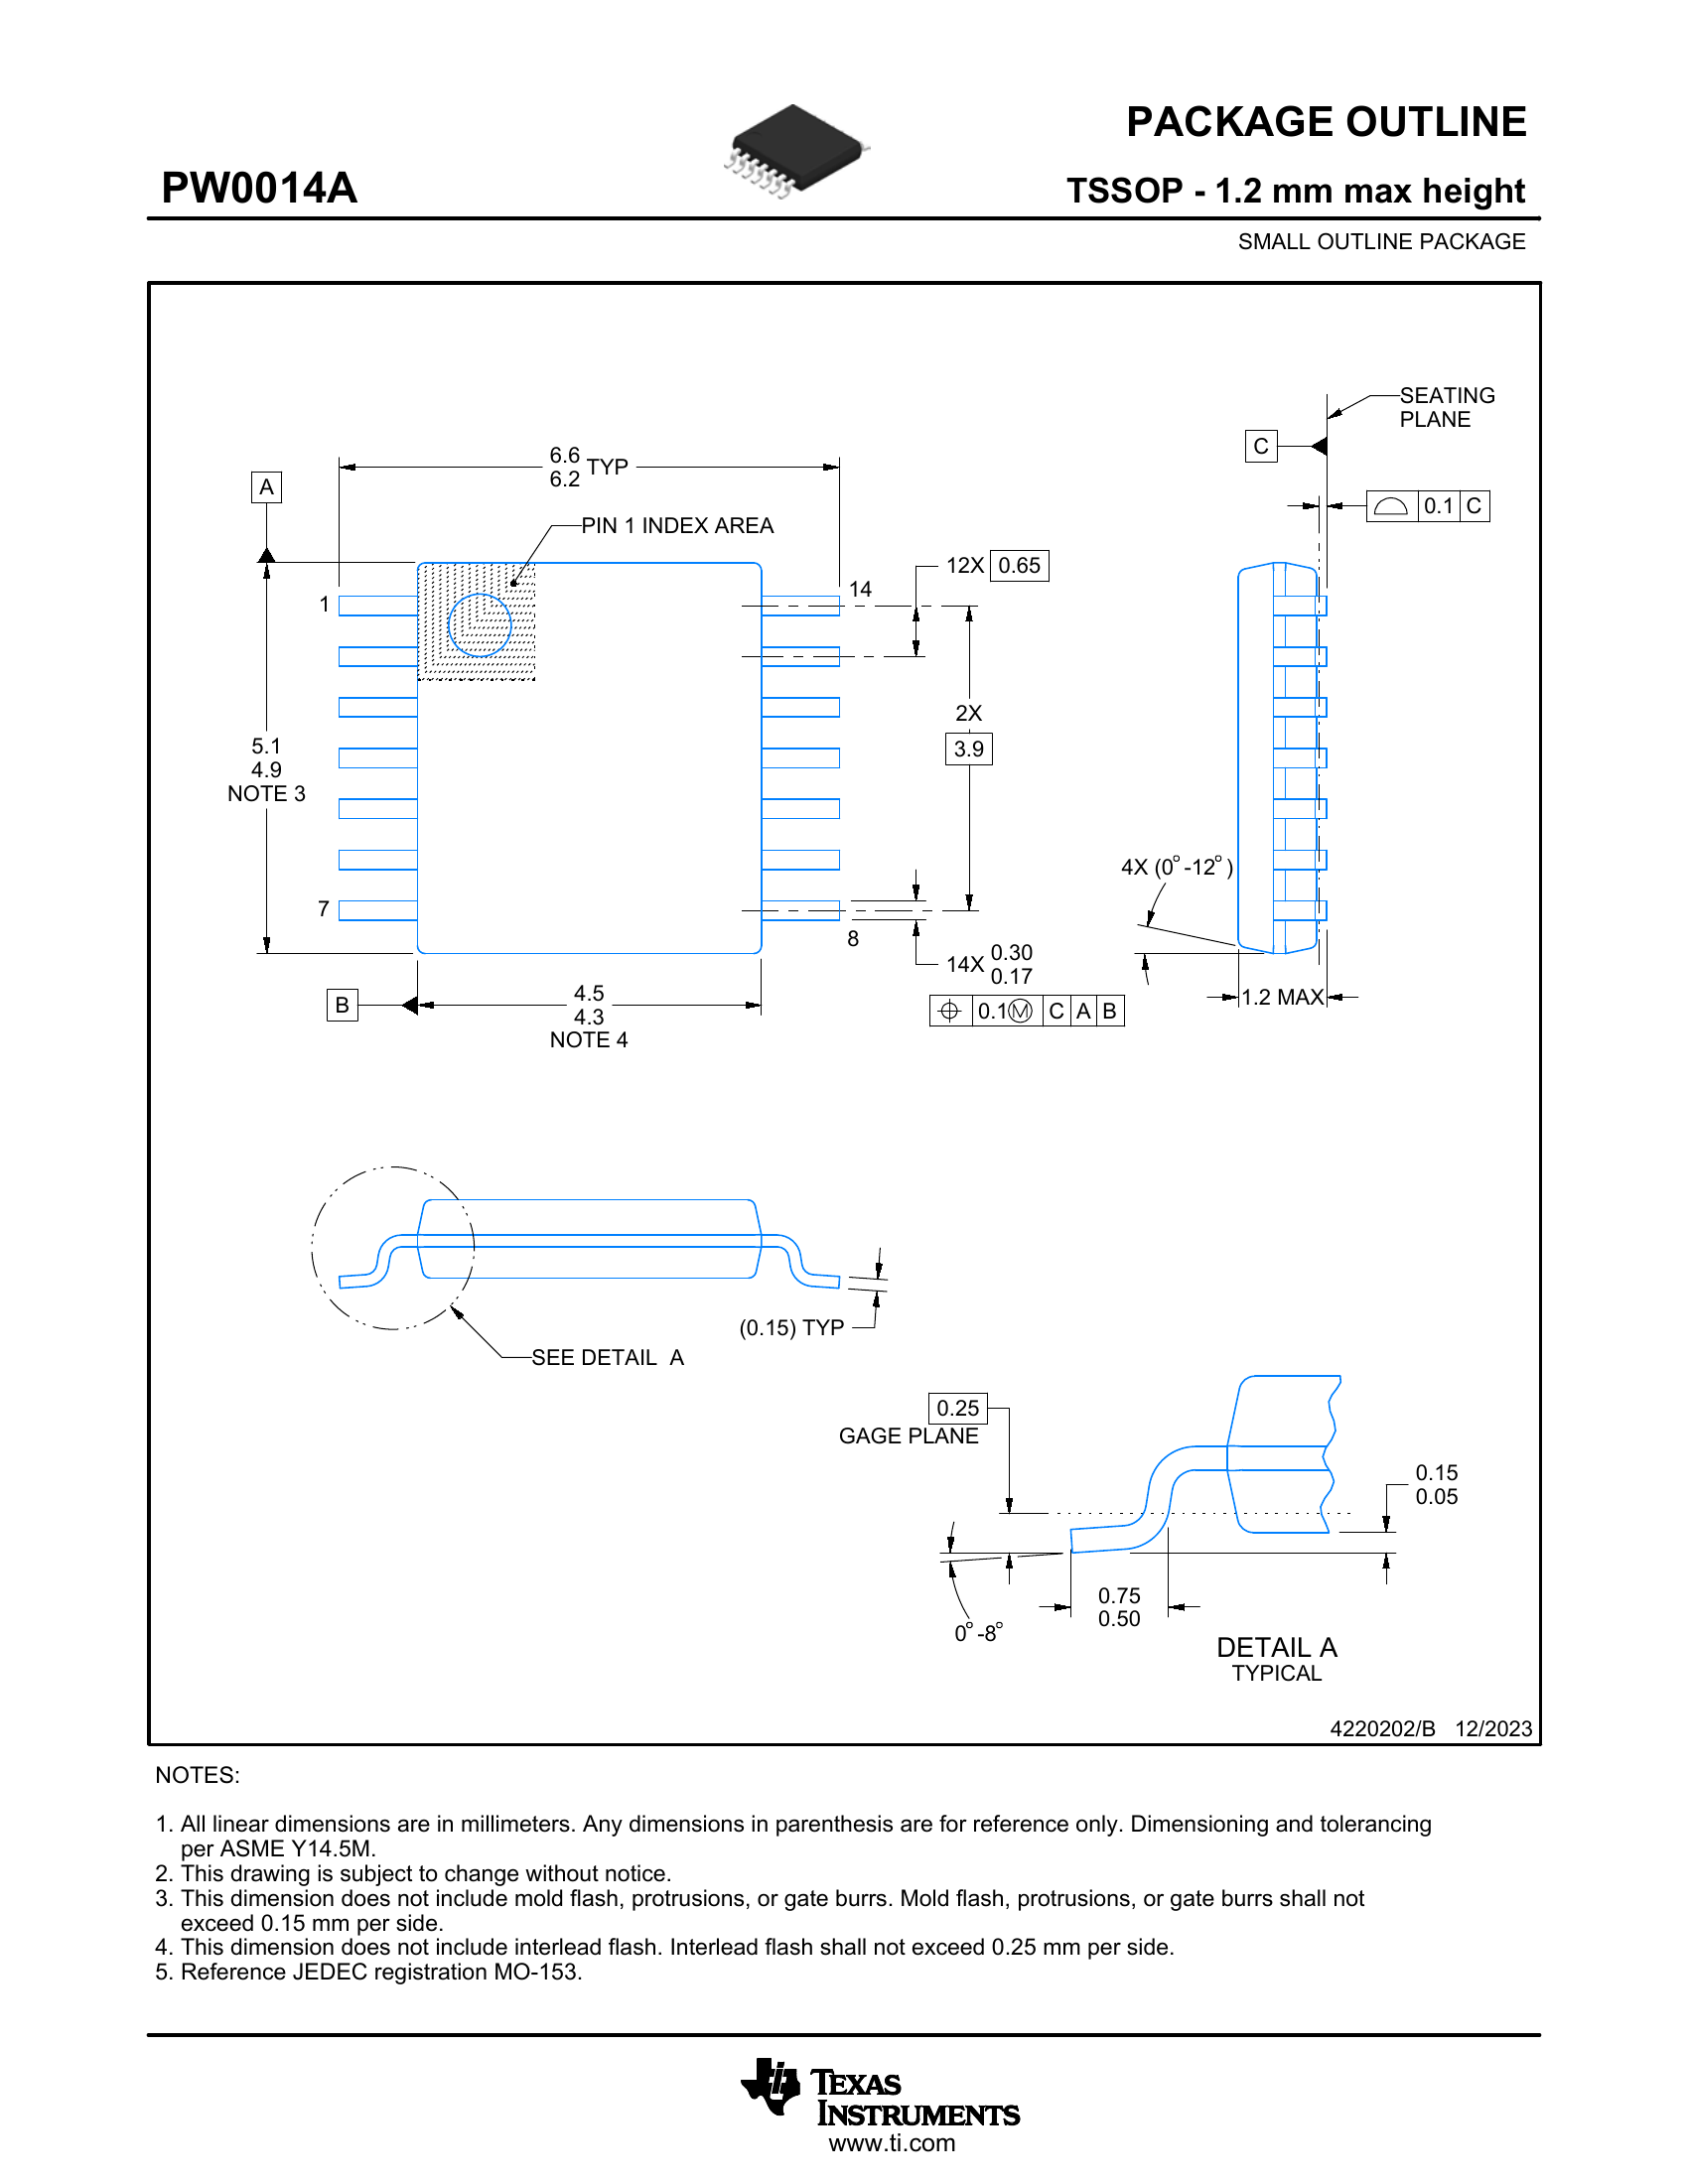 PACKAGE OUTLINE
PW0014A
TSSOP - 1.2 mm max height
SMALL OUTLINE PACKAGE
SEATING
PLANE
C
6.6
6.2
TYP
A
0.1 C
PIN 1 INDEX AREA
12X 0.65
14
1
2X
3.9
5.1
4.9
NOTE 3
4X (0°-12°)
7
8
14X 0.30
0.17
0.1Ⓜ C A B
1.2 MAX
B
4.5
4.3
NOTE 4
(0.15) TYP
SEE DETAIL A
0.25
GAGE PLANE
0.15
0.05
0.75
0.50
0°-8°
DETAIL A
TYPICAL
4220202/B 12/2023
NOTES:
1. All linear dimensions are in millimeters. Any dimensions in parenthesis are for reference only. Dimensioning and tolerancing
per ASME Y14.5M.
2. This drawing is subject to change without notice.
3. This dimension does not include mold flash, protrusions, or gate burrs. Mold flash, protrusions, or gate burrs shall not
exceed 0.15 mm per side.
4. This dimension does not include interlead flash. Interlead flash shall not exceed 0.25 mm per side.
5. Reference JEDEC registration MO-153.
TEXAS
INSTRUMENTS
www.ti.com